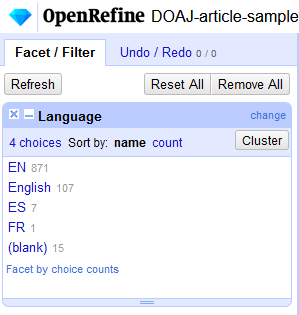 OpenRefine DOAJ-article-sample
Facet / Filter Undo / Redo 0 / 0
Refresh Reset All Remove All
Language change
4 choices Sort by: name count Cluster
EN 871
English 107
ES 7
FR 1
(blank) 15
Facet by choice counts